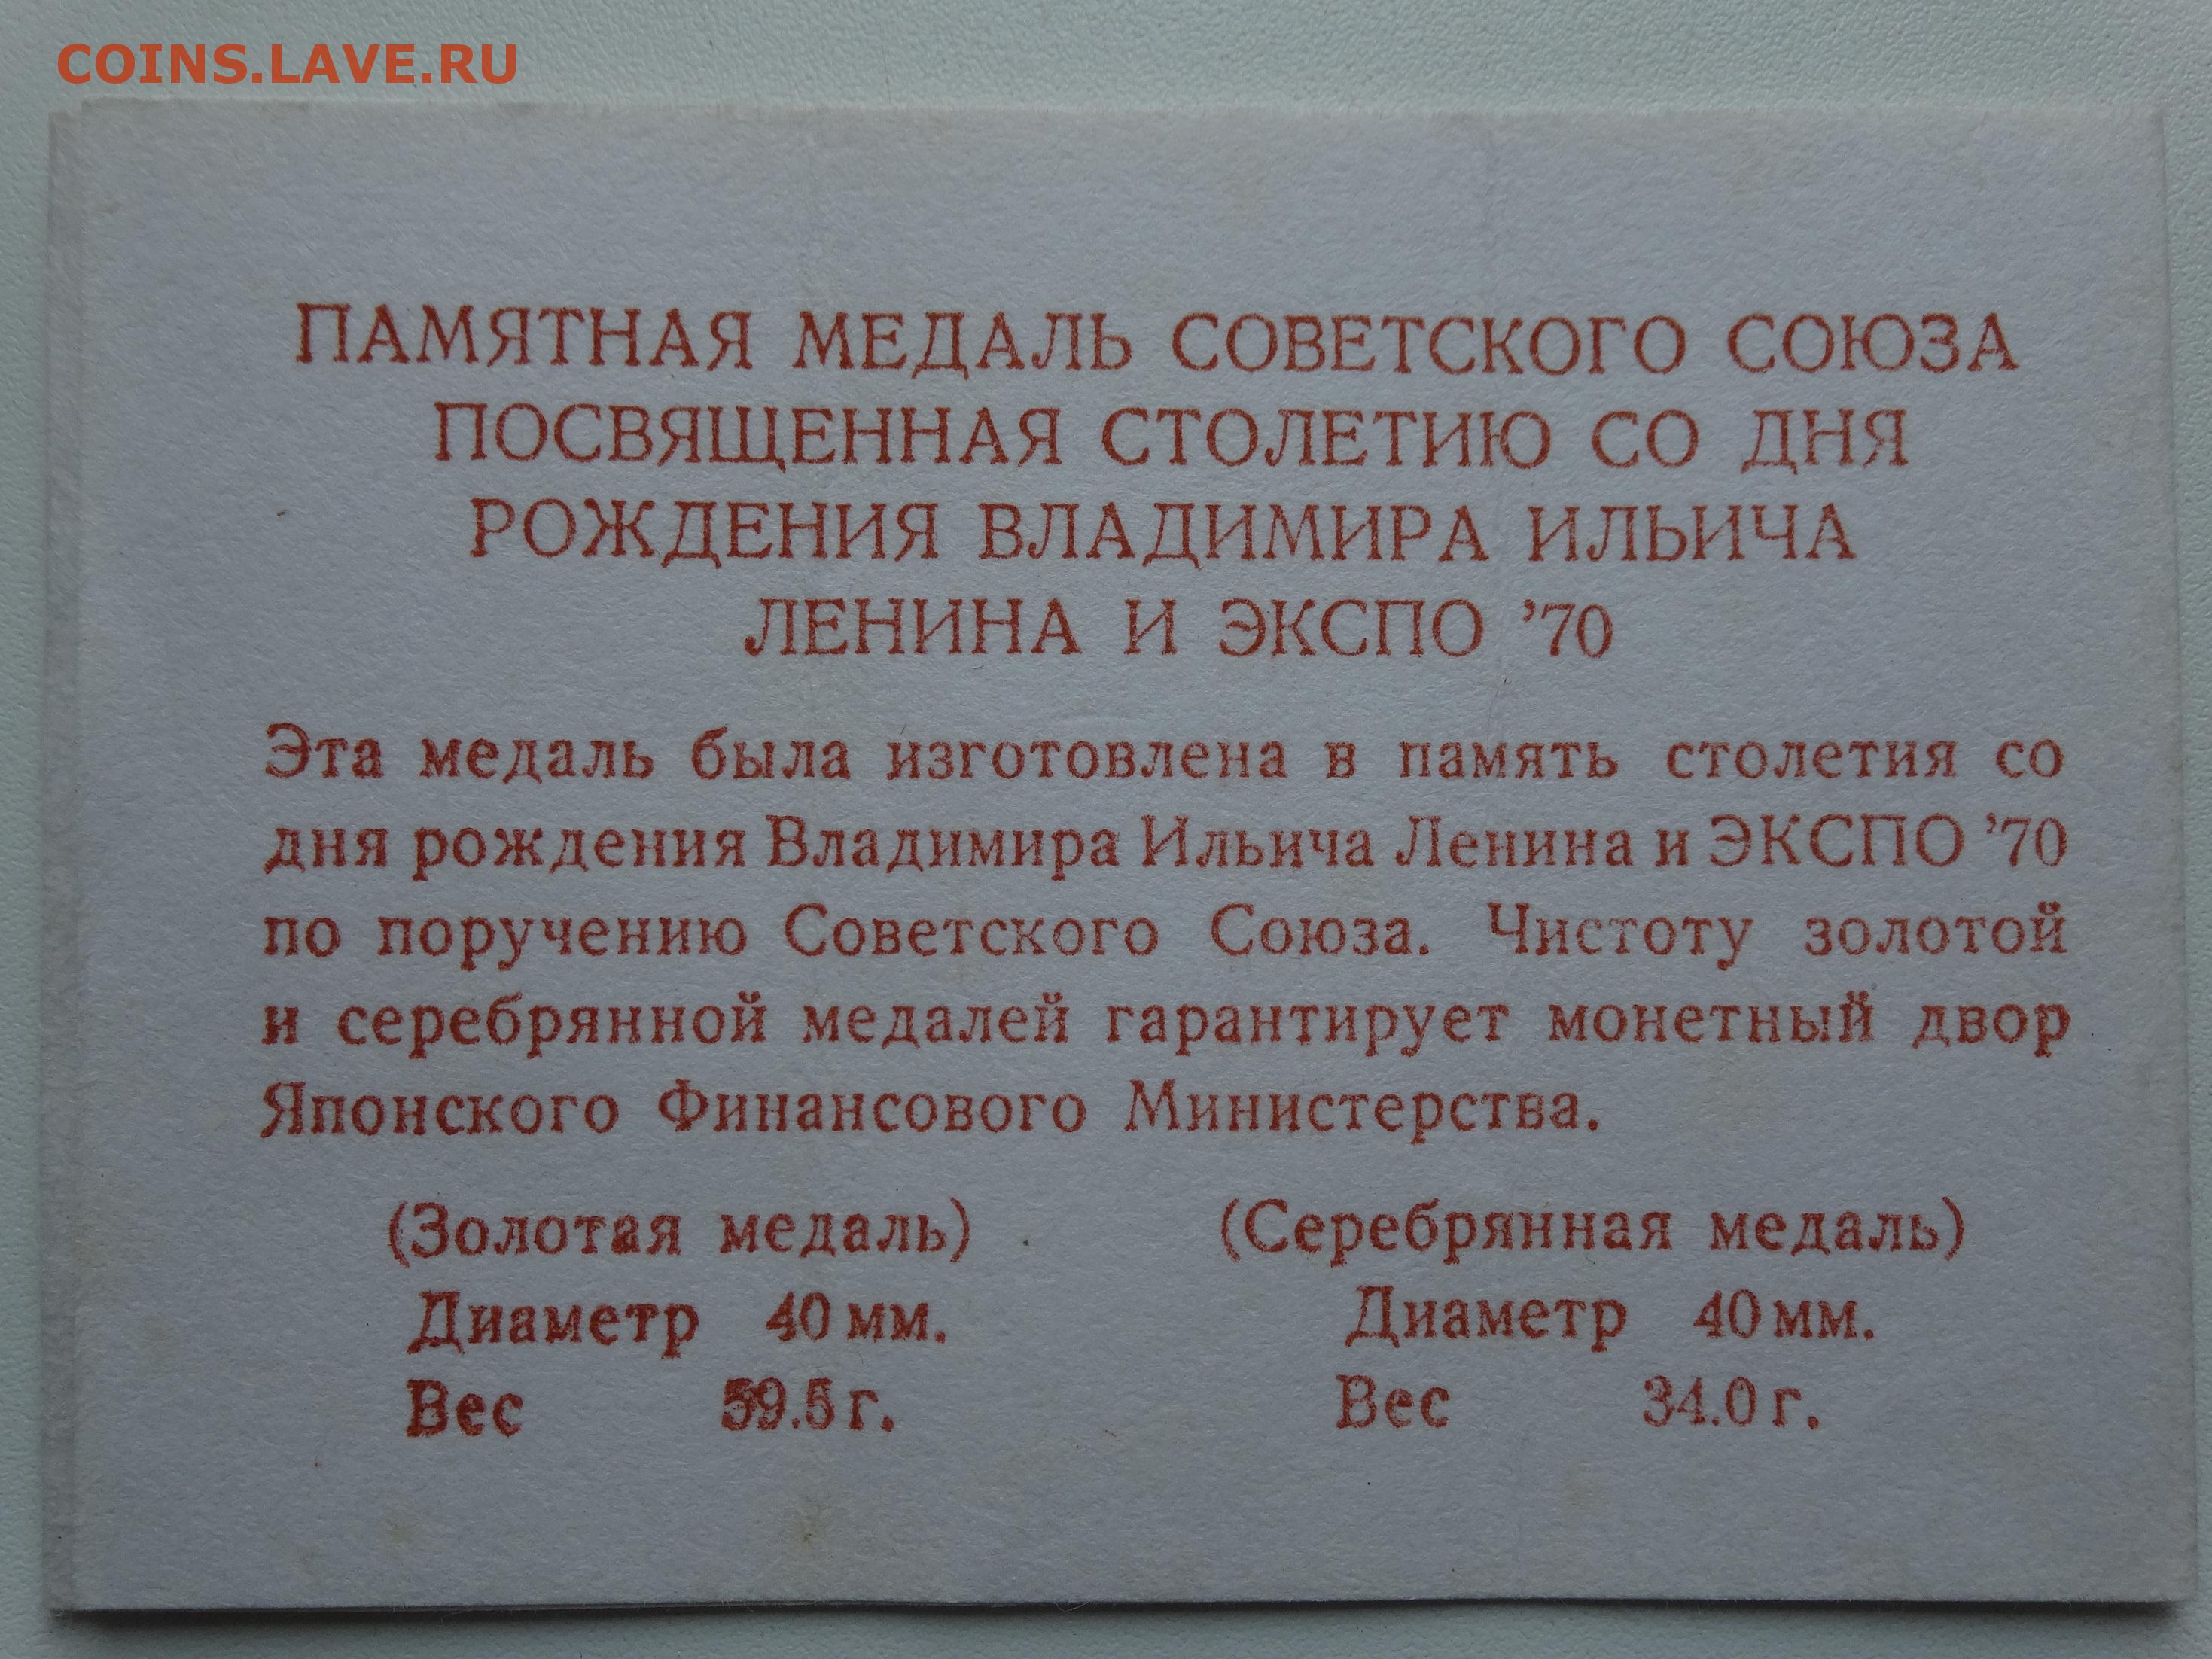 COINS.LAVE.RU
ПАМЯТНАЯ МЕДАЛЬ СОВЕТСКОГО СОЮЗА
ПОСВЯЩЕННАЯ СТОЛЕТИЮ СО ДНЯ
РОЖДЕНИЯ ВЛАДИМИРА ИЛЬИЧА
ЛЕНИНА И ЭКСПО ’70
Эта медаль была изготовлена в память столетия со
дня рождения Владимира Ильича Ленина и ЭКСПО ’70
по поручению Советского Союза. Чистоту золотой
и серебрянной медалей гарантирует монетный двор
Японского Финансового Министерства.
(Золотая медаль) (Серебрянная медаль)
Диаметр 40 мм. Диаметр 40 мм.
Вес 59.5 г. Вес 34.0 г.